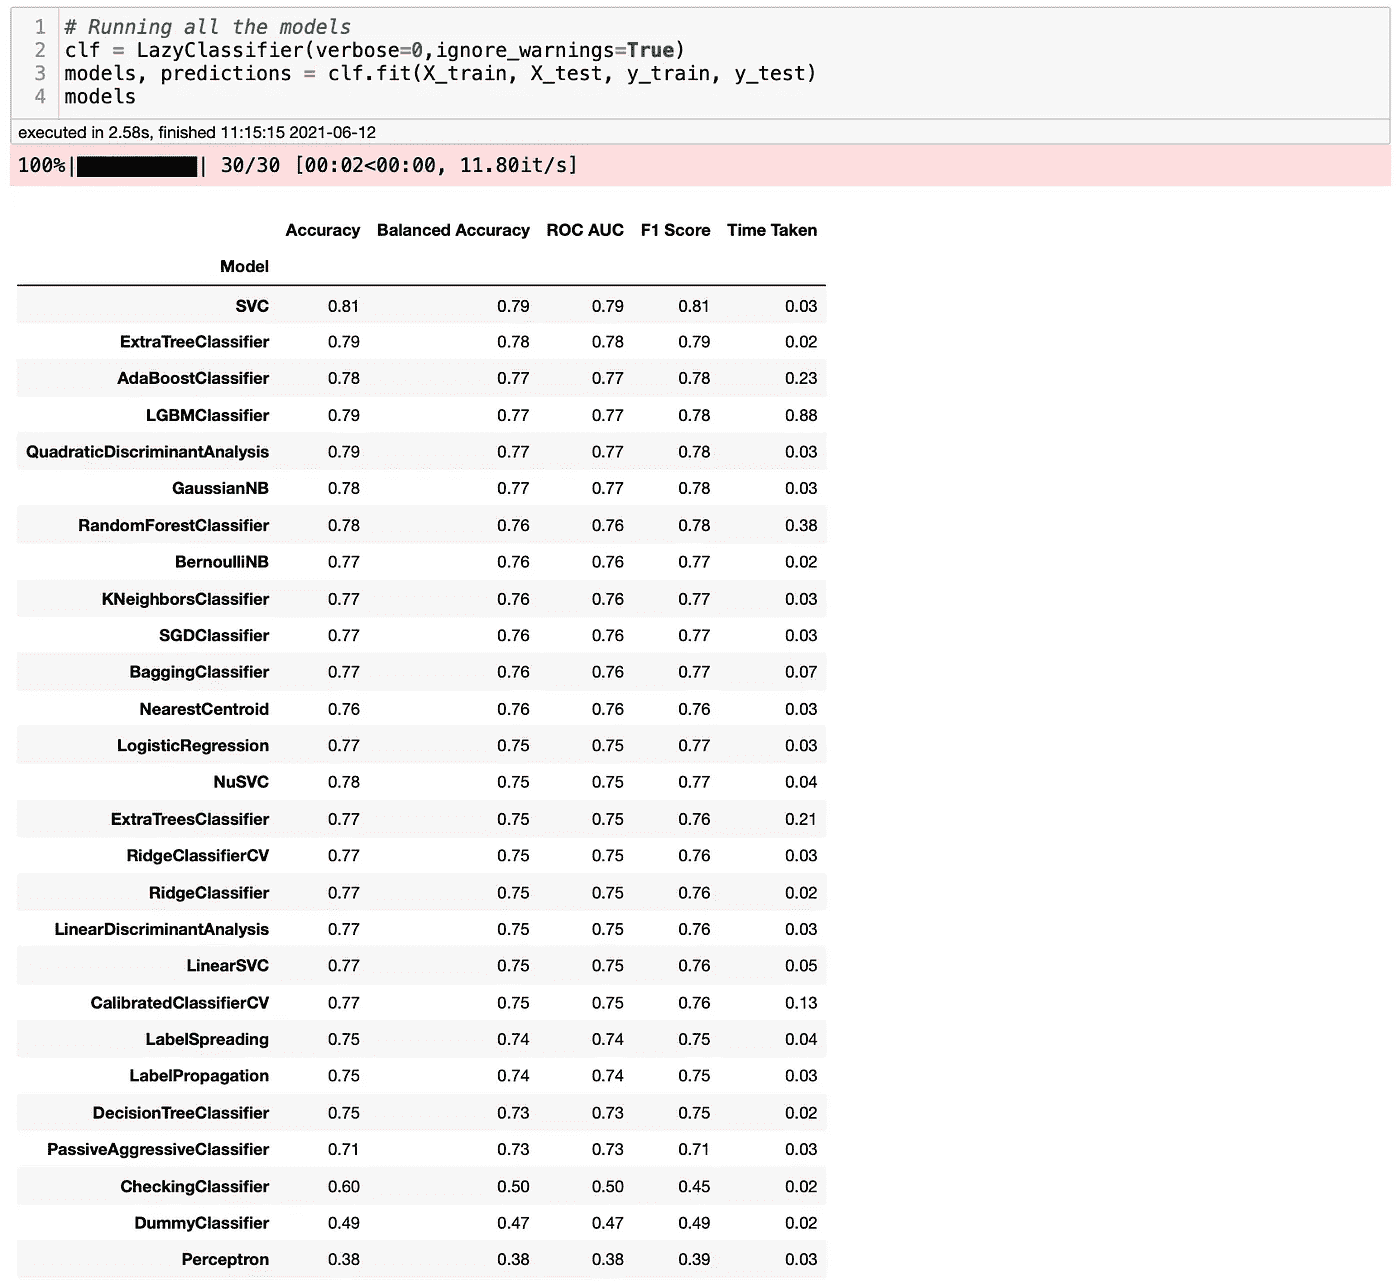 1 # Running all the models
2 clf = LazyClassifier(verbose=0,ignore_warnings=True)
3 models, predictions = clf.fit(X_train, X_test, y_train, y_test)
4 models
executed in 2.58s, finished 11:15:15 2021-06-12
100%| | 30/30 [00:02<00:00, 11.80it/s]
Accuracy Balanced Accuracy ROC AUC F1 Score Time Taken
Model
SVC 0.81 0.79 0.79 0.81 0.03
ExtraTreeClassifier 0.79 0.78 0.78 0.79 0.02
AdaBoostClassifier 0.78 0.77 0.77 0.78 0.23
LGBMClassifier 0.79 0.77 0.77 0.78 0.88
QuadraticDiscriminantAnalysis 0.79 0.77 0.77 0.78 0.03
GaussianNB 0.78 0.77 0.77 0.78 0.03
RandomForestClassifier 0.78 0.76 0.76 0.78 0.38
BernoulliNB 0.77 0.76 0.76 0.77 0.02
KNeighborsClassifier 0.77 0.76 0.76 0.77 0.03
SGDClassifier 0.77 0.76 0.76 0.77 0.03
BaggingClassifier 0.77 0.76 0.76 0.77 0.07
NearestCentroid 0.76 0.76 0.76 0.76 0.03
LogisticRegression 0.77 0.75 0.75 0.77 0.03
NuSVC 0.78 0.75 0.75 0.77 0.04
ExtraTreesClassifier 0.77 0.75 0.75 0.76 0.21
RidgeClassifierCV 0.77 0.75 0.75 0.76 0.03
RidgeClassifier 0.77 0.75 0.75 0.76 0.02
LinearDiscriminantAnalysis 0.77 0.75 0.75 0.76 0.03
LinearSVC 0.77 0.75 0.75 0.76 0.05
CalibratedClassifierCV 0.77 0.75 0.75 0.76 0.13
LabelSpreading 0.75 0.74 0.74 0.75 0.04
LabelPropagation 0.75 0.74 0.74 0.75 0.03
DecisionTreeClassifier 0.75 0.73 0.73 0.75 0.02
PassiveAggressiveClassifier 0.71 0.73 0.73 0.71 0.03
CheckingClassifier 0.60 0.50 0.50 0.45 0.02
DummyClassifier 0.49 0.47 0.47 0.49 0.02
Perceptron 0.38 0.38 0.38 0.39 0.03